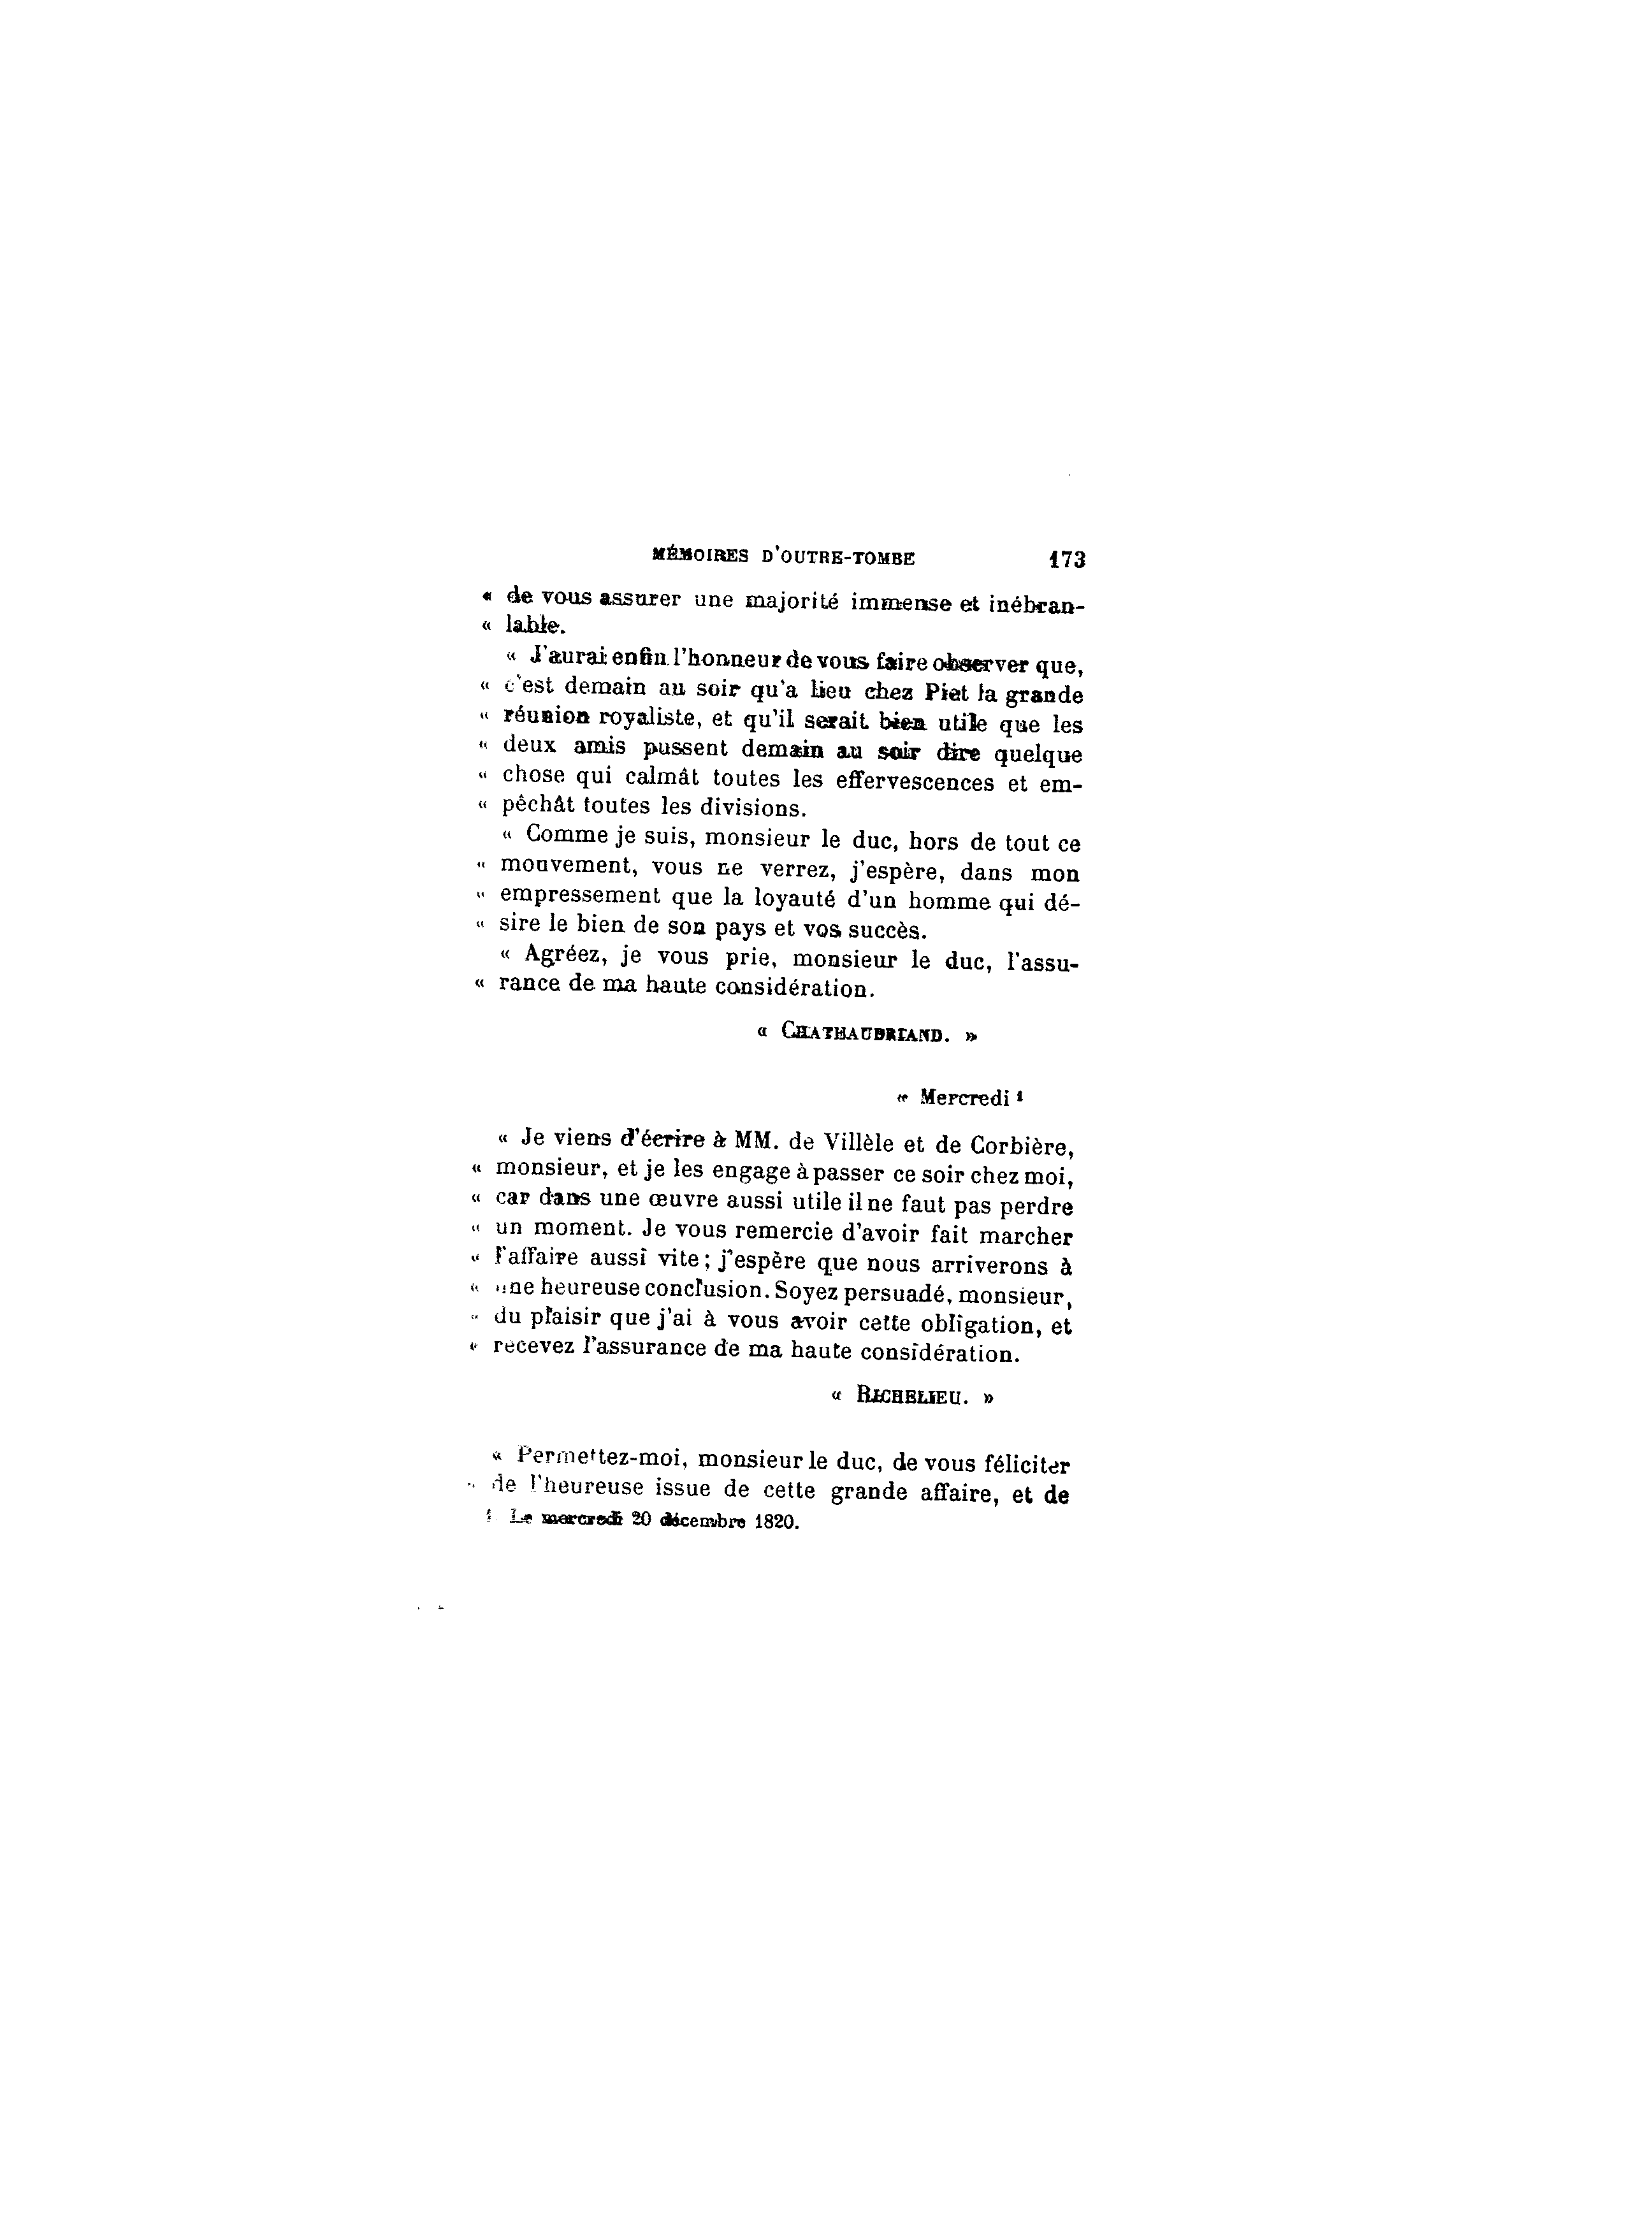 MÉMOIRES D'OUTRE-TOMBE 173
« de vous assurer une majorité immense et inébran-
« lable.
« J'aurai enfin l'honneur de vous faire observer que,
« c'est demain au soir qu'a lieu chez Piet la grande
« réunion royaliste, et qu'il serait bien utile que les
« deux amis pussent demain au soir dire quelque
« chose qui calmât toutes les effervescences et em-
« pêchât toutes les divisions.
« Comme je suis, monsieur le duc, hors de tout ce
« mouvement, vous ne verrez, j'espère, dans mon
« empressement que la loyauté d'un homme qui dé-
« sire le bien de son pays et vos succès.
« Agréez, je vous prie, monsieur le duc, l'assu-
« rance de ma haute considération.
« CHATHAUBRIAND. »
« Mercredi 1
« Je viens d'écrire à MM. de Villèle et de Corbière,
« monsieur, et je les engage à passer ce soir chez moi,
« car dans une œuvre aussi utile il ne faut pas perdre
« un moment. Je vous remercie d'avoir fait marcher
« l'affaire aussi vite; j'espère que nous arriverons à
« une heureuse conclusion. Soyez persuadé, monsieur,
« du plaisir que j'ai à vous avoir cette obligation, et
« recevez l'assurance de ma haute considération.
« RICHELIEU. »
« Permettez-moi, monsieur le duc, de vous féliciter
« de l'heureuse issue de cette grande affaire, et de
1. Le mercredi 20 décembre 1820.